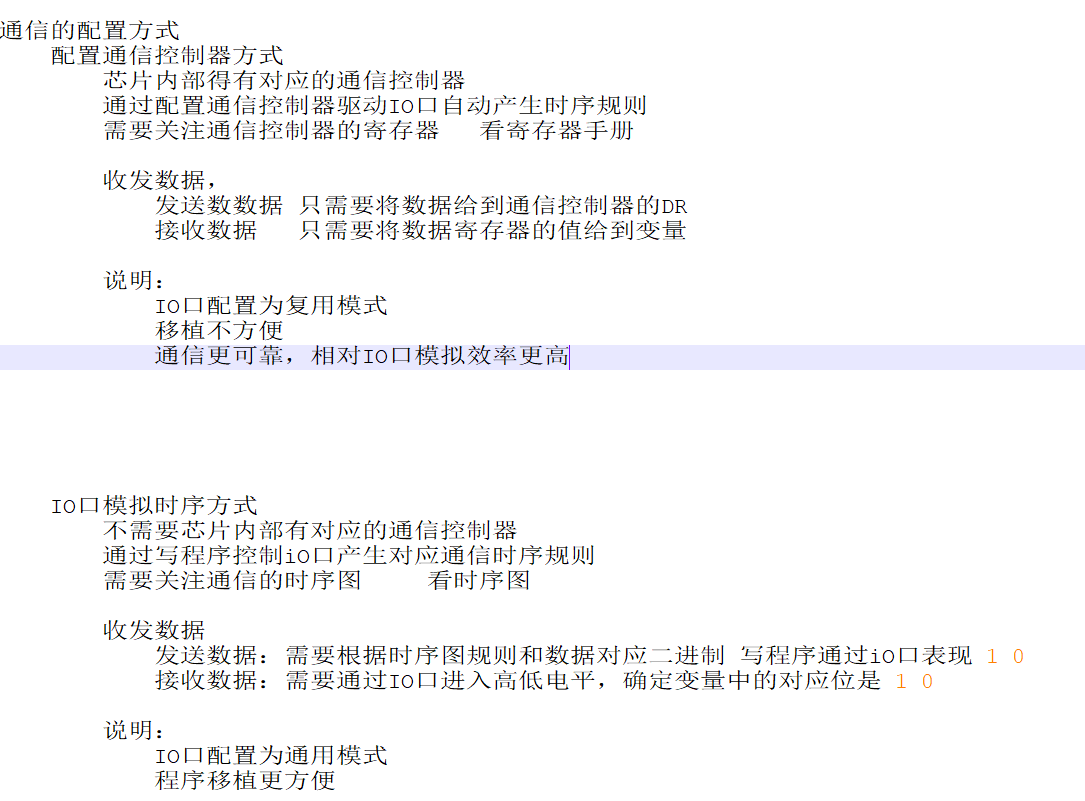 通信的配置方式
配置通信控制器方式
芯片内部得有对应的通信控制器
通过配置通信控制器驱动IO口自动产生时序规则
需要关注通信控制器的寄存器 看寄存器手册
收发数据，
发送数数据 只需要将数据给到通信控制器的DR
接收数据 只需要将数据寄存器的值给到变量
说明：
IO口配置为复用模式
移植不方便
通信更可靠，相对IO口模拟效率更高
IO口模拟时序方式
不需要芯片内部有对应的通信控制器
通过写程序控制iO口产生对应通信时序规则
需要关注通信的时序图 看时序图
收发数据
发送数据：需要根据时序图规则和数据对应二进制 写程序通过iO口表现 1 0
接收数据：需要通过IO口进入高低电平，确定变量中的对应位是 1 0
说明：
IO口配置为通用模式
程序移植更方便